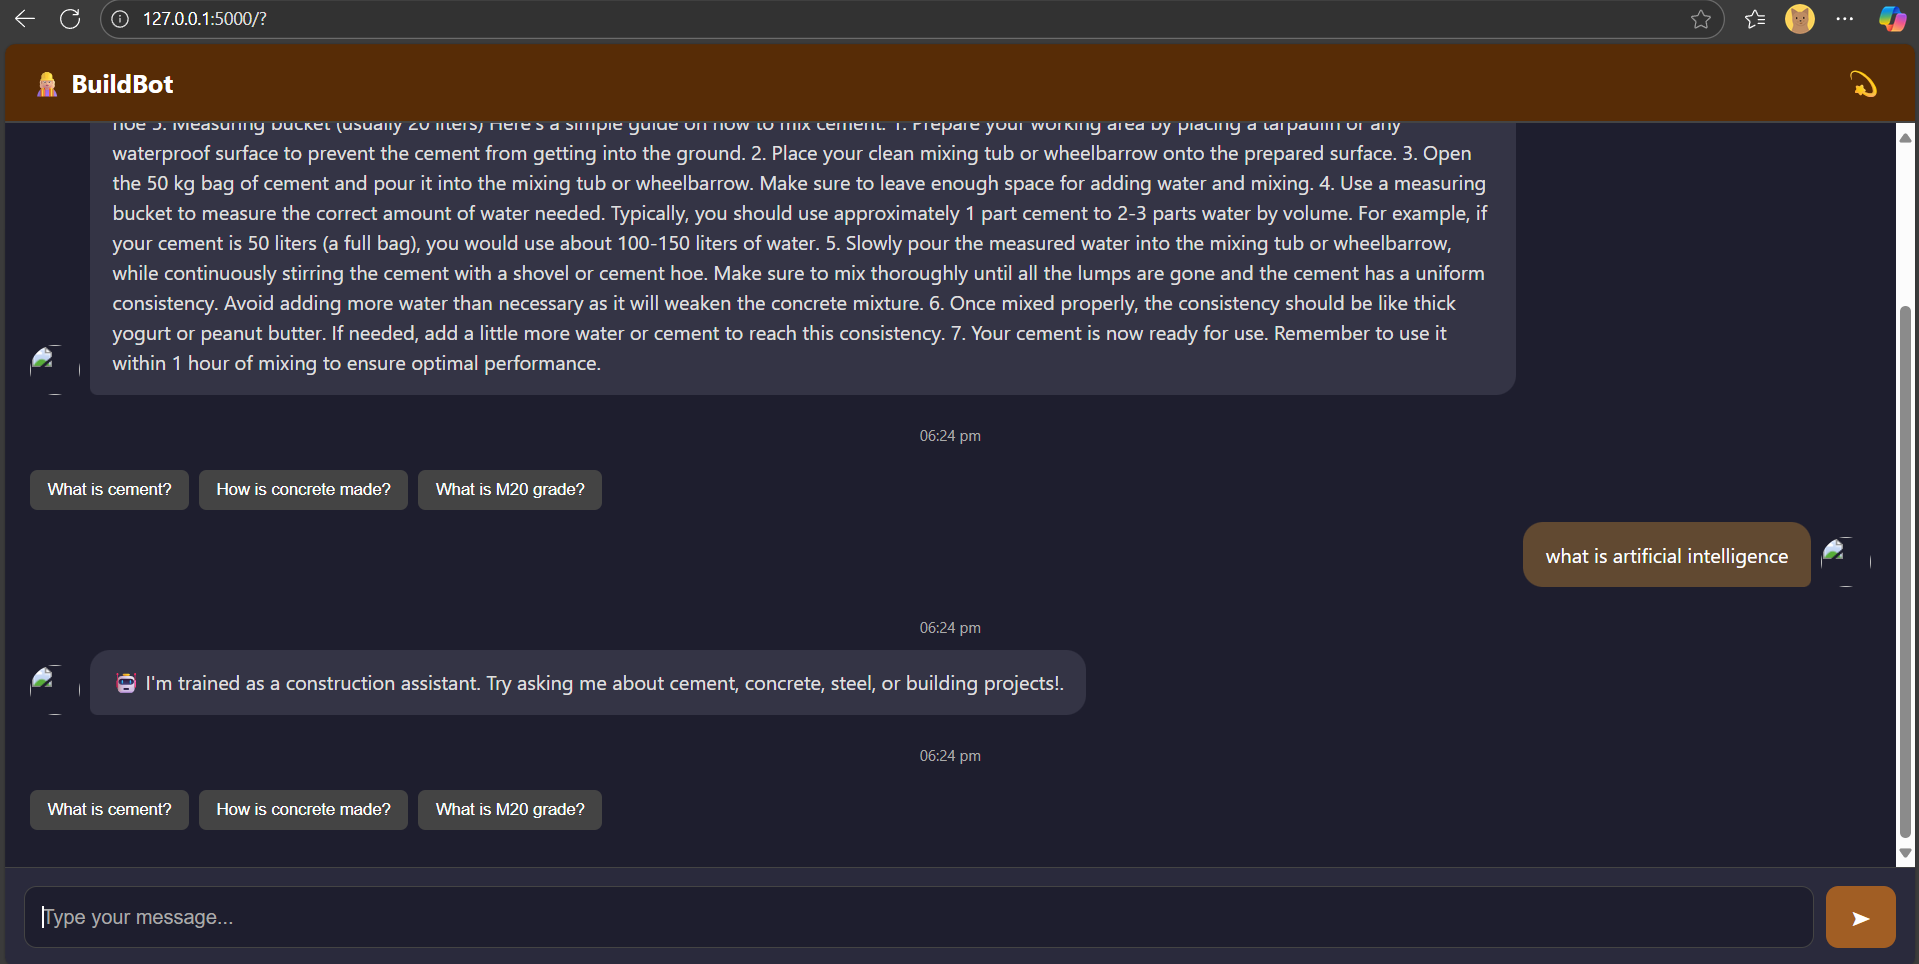 127.0.0.1:5000/?
BuildBot
hoe 5. Measuring bucket (usually 20 liters) Here's a simple guide on how to mix cement: 1. Prepare your working area by placing a tarpaulin or any
waterproof surface to prevent the cement from getting into the ground. 2. Place your clean mixing tub or wheelbarrow onto the prepared surface. 3. Open
the 50 kg bag of cement and pour it into the mixing tub or wheelbarrow. Make sure to leave enough space for adding water and mixing. 4. Use a measuring
bucket to measure the correct amount of water needed. Typically, you should use approximately 1 part cement to 2-3 parts water by volume. For example, if
your cement is 50 liters (a full bag), you would use about 100-150 liters of water. 5. Slowly pour the measured water into the mixing tub or wheelbarrow,
while continuously stirring the cement with a shovel or cement hoe. Make sure to mix thoroughly until all the lumps are gone and the cement has a uniform
consistency. Avoid adding more water than necessary as it will weaken the concrete mixture. 6. Once mixed properly, the consistency should be like thick
yogurt or peanut butter. If needed, add a little more water or cement to reach this consistency. 7. Your cement is now ready for use. Remember to use it
within 1 hour of mixing to ensure optimal performance.
06:24 pm
What is cement?
How is concrete made?
What is M20 grade?
what is artificial intelligence
06:24 pm
I'm trained as a construction assistant. Try asking me about cement, concrete, steel, or building projects!.
06:24 pm
What is cement?
How is concrete made?
What is M20 grade?
Type your message...